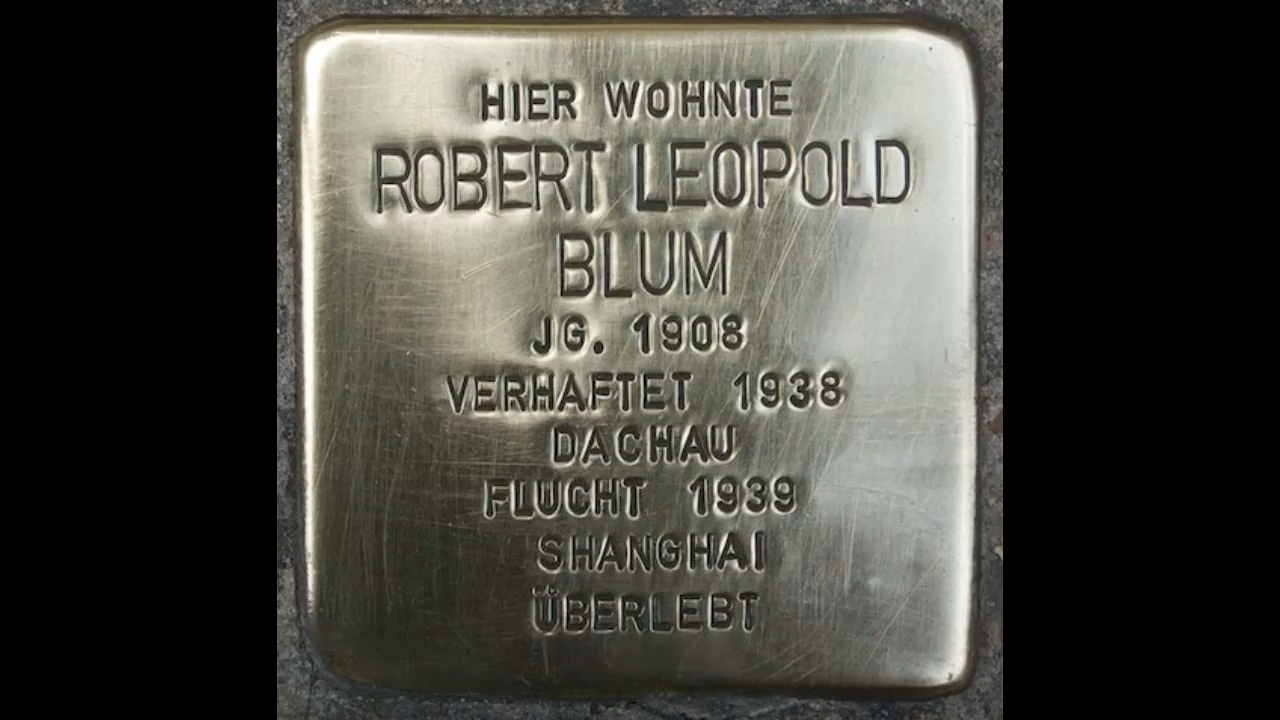 HIER WOHNTE
ROBERT LEOPOLD
BLUM
JG. 1908
VERHAFTET 1938
DACHAU
FLUCHT 1939
SHANGHAI
ÜBERLEBT